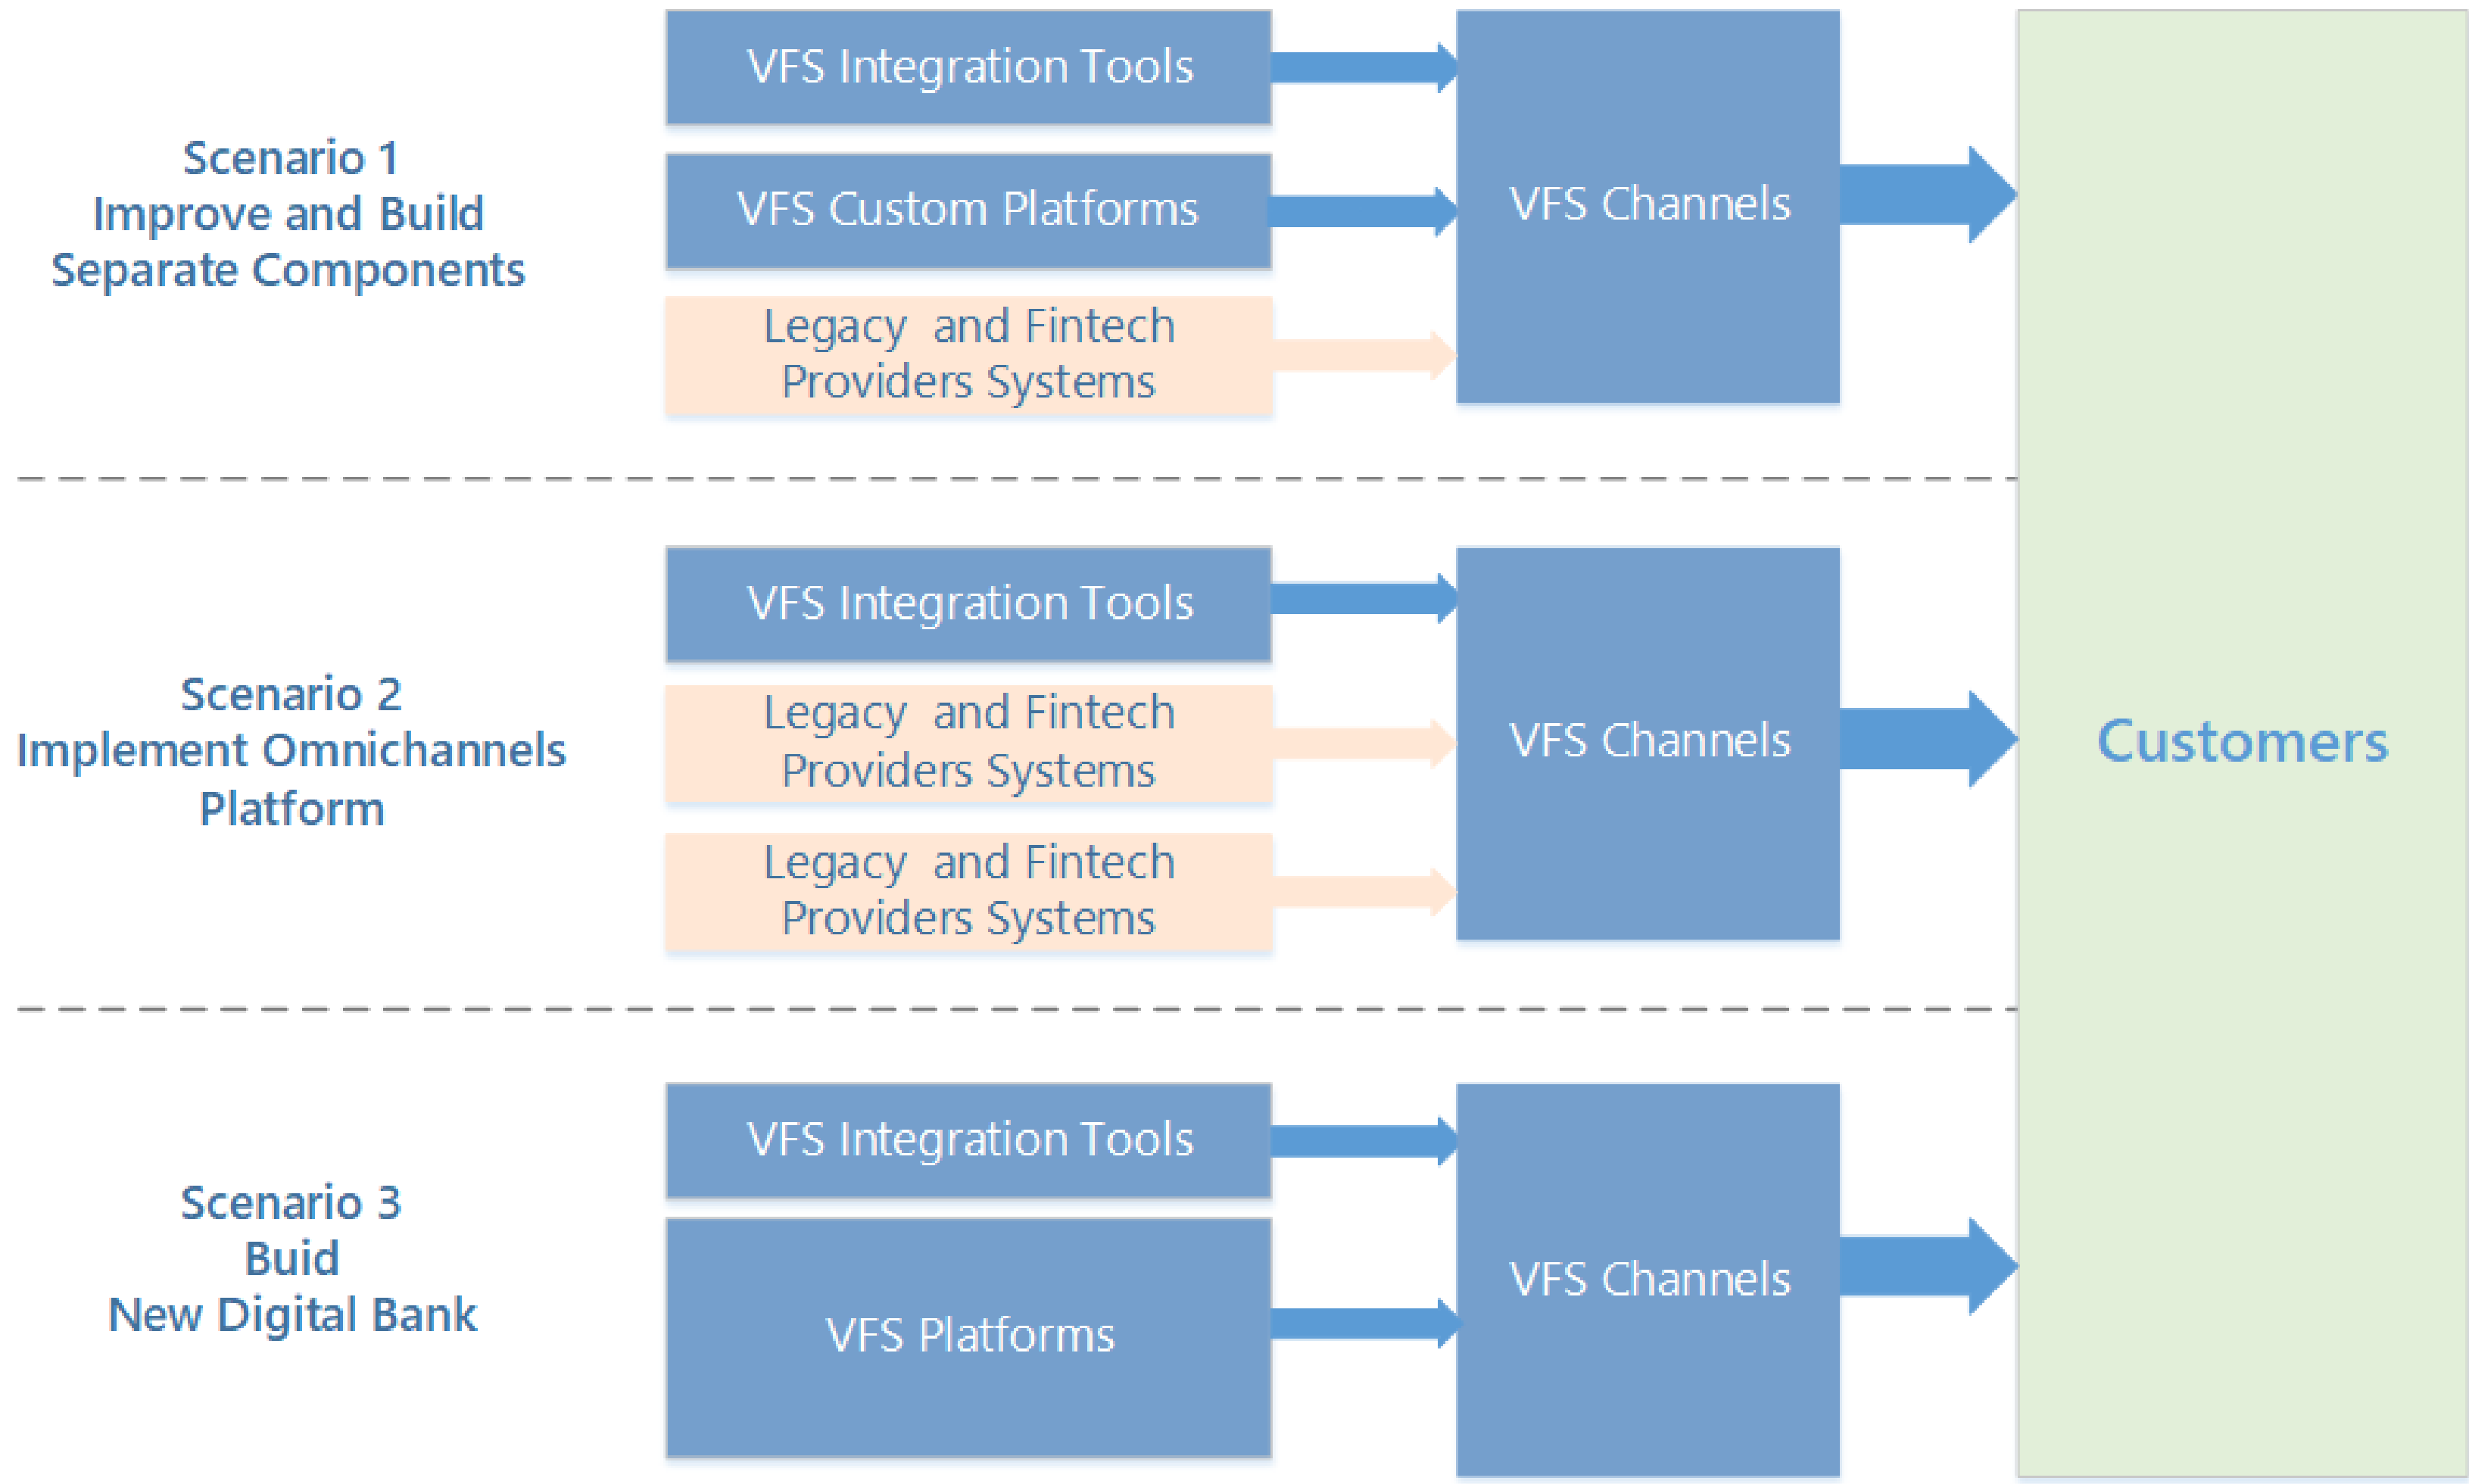 Scenario 1
Improve and Build
Separate Components
VFS Integration Tools
VFS Custom Platforms
Legacy  and Fintech
Providers Systems
VFS Channels
Scenario 2
Implement Omnichannels
Platform
VFS Integration Tools
Legacy  and Fintech
Providers Systems
Legacy  and Fintech
Providers Systems
VFS Channels
Customers
Scenario 3
Buid
New Digital Bank
VFS Integration Tools
VFS Platforms
VFS Channels